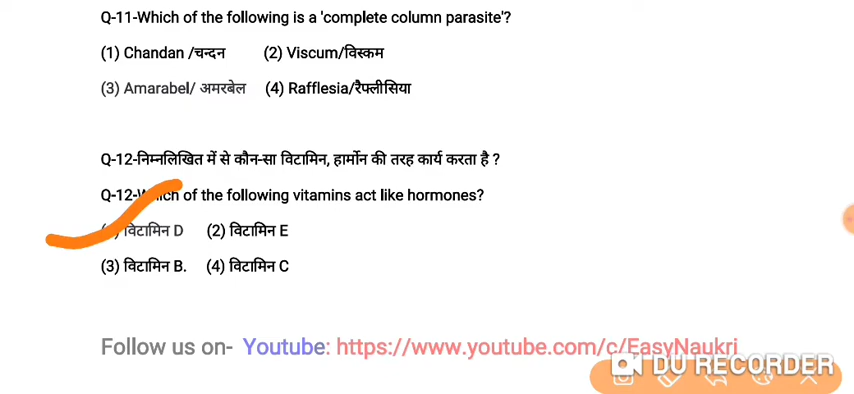 Q-11-Which of the following is a 'complete column parasite'?
(1) Chandan /चन्दन (2) Viscum/विस्कम
(3) Amarabel/ अमरबेल (4) Rafflesia/रैफ्लीसिया
Q-12-निम्नलिखित में से कौन-सा विटामिन, हार्मोन की तरह कार्य करता है ?
Q-12-Which of the following vitamins act like hormones?
(1) विटामिन D (2) विटामिन E
(3) विटामिन B. (4) विटामिन C
Follow us on- Youtube: https://www.youtube.com/c/EasyNaukri
DU RECORDER